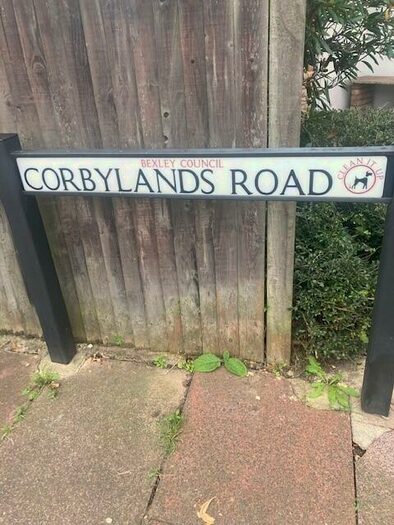 BEXLEY COUNCIL
CORBYLANDS ROAD
CLEAN IT UP